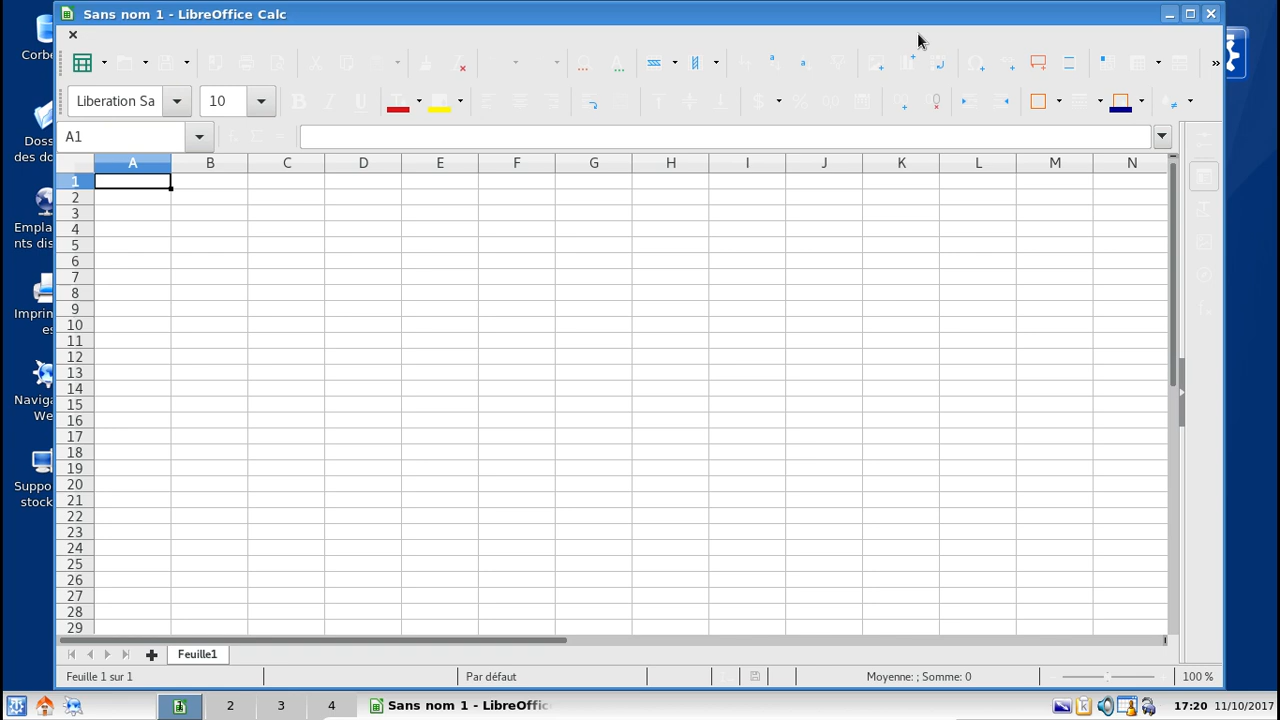 Sans nom 1 - LibreOffice Calc
Liberation Sa
10
A1
A B C D E F G H I J K L M N
1
2
3
4
5
6
7
8
9
10
11
12
13
14
15
16
17
18
19
20
21
22
23
24
25
26
27
28
29
Feuille1
Feuille 1 sur 1
Par défaut
Moyenne: ; Somme: 0
100 %
Corbe
Doss
des do
Empla
nts dis
Imprin
es
Naviga
We
Suppo
stock
1 2 3 4
Sans nom 1 - LibreOffice
17:20 11/10/2017